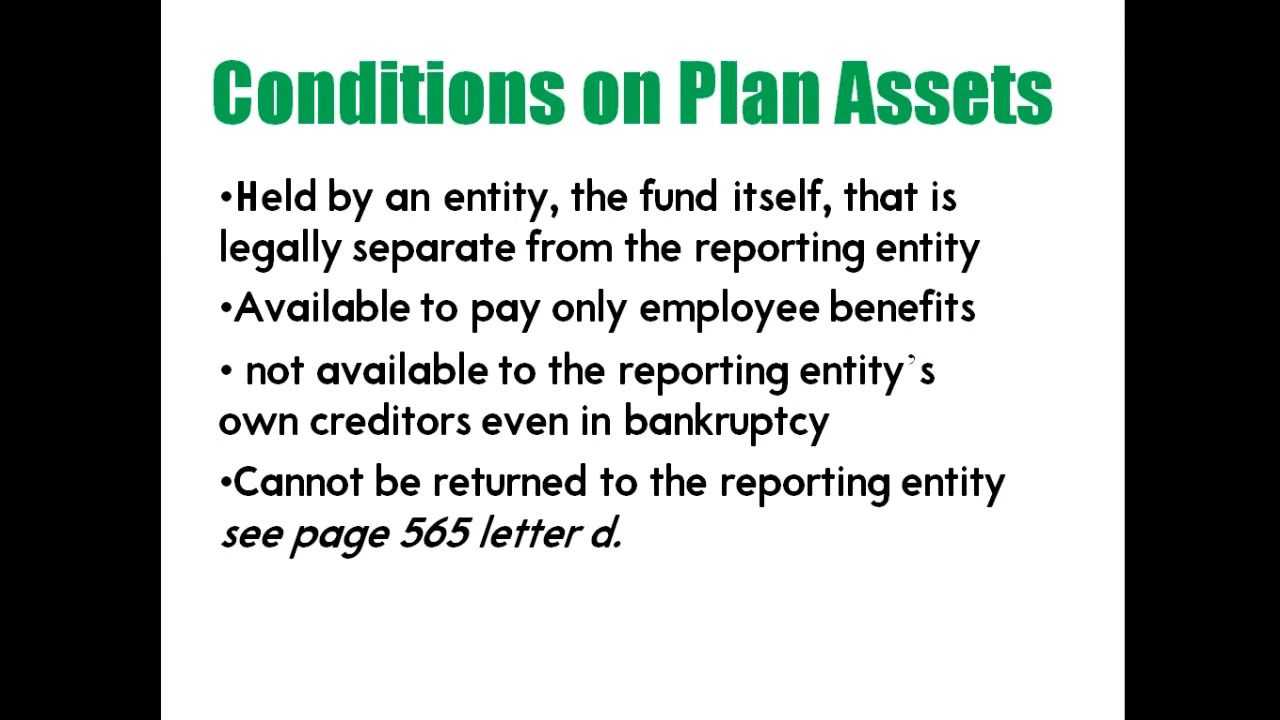 Conditions on Plan Assets
•Held by an entity, the fund itself, that is
legally separate from the reporting entity
•Available to pay only employee benefits
• not available to the reporting entity’s
own creditors even in bankruptcy
•Cannot be returned to the reporting entity
see page 565 letter d.